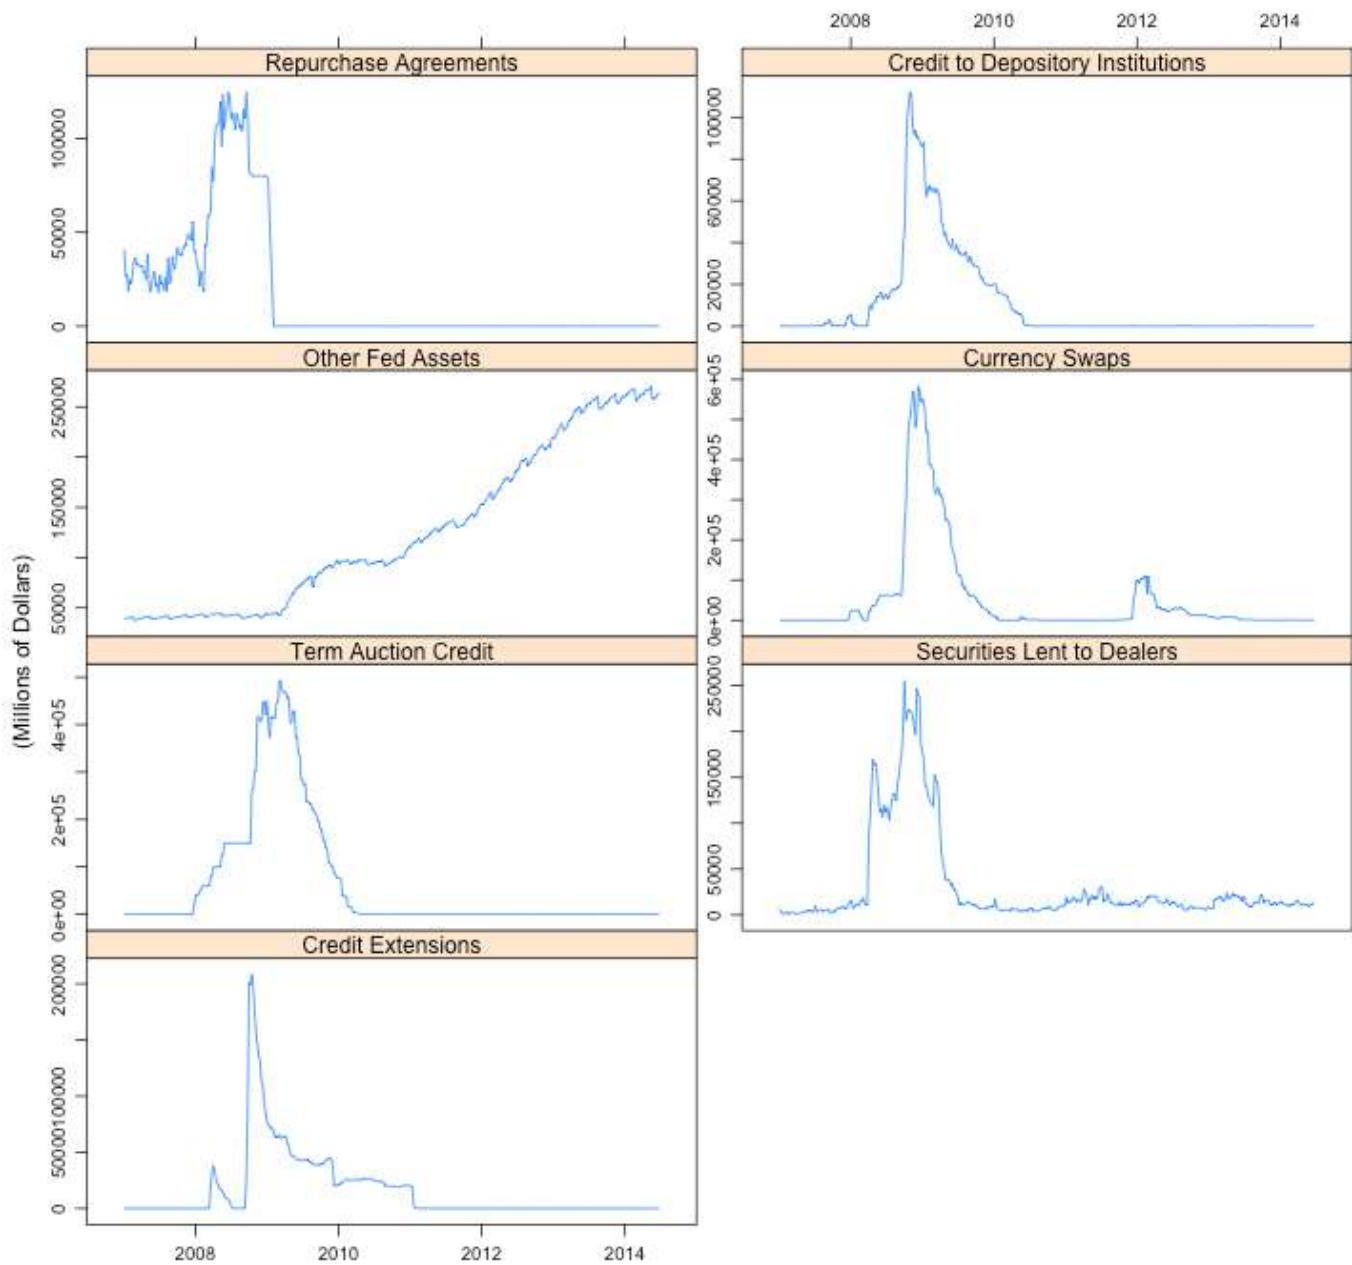 2008 2010 2012 2014
Repurchase Agreements
0 50000 100000
Credit to Depository Institutions
0 20000 60000 100000
Other Fed Assets
50000 150000 250000
Currency Swaps
0e+00 2e+05 4e+05 6e+05
(Millions of Dollars)
Term Auction Credit
0e+00 2e+05 4e+05
Securities Lent to Dealers
0 50000 150000 250000
Credit Extensions
0 50000 100000 200000
2008 2010 2012 2014